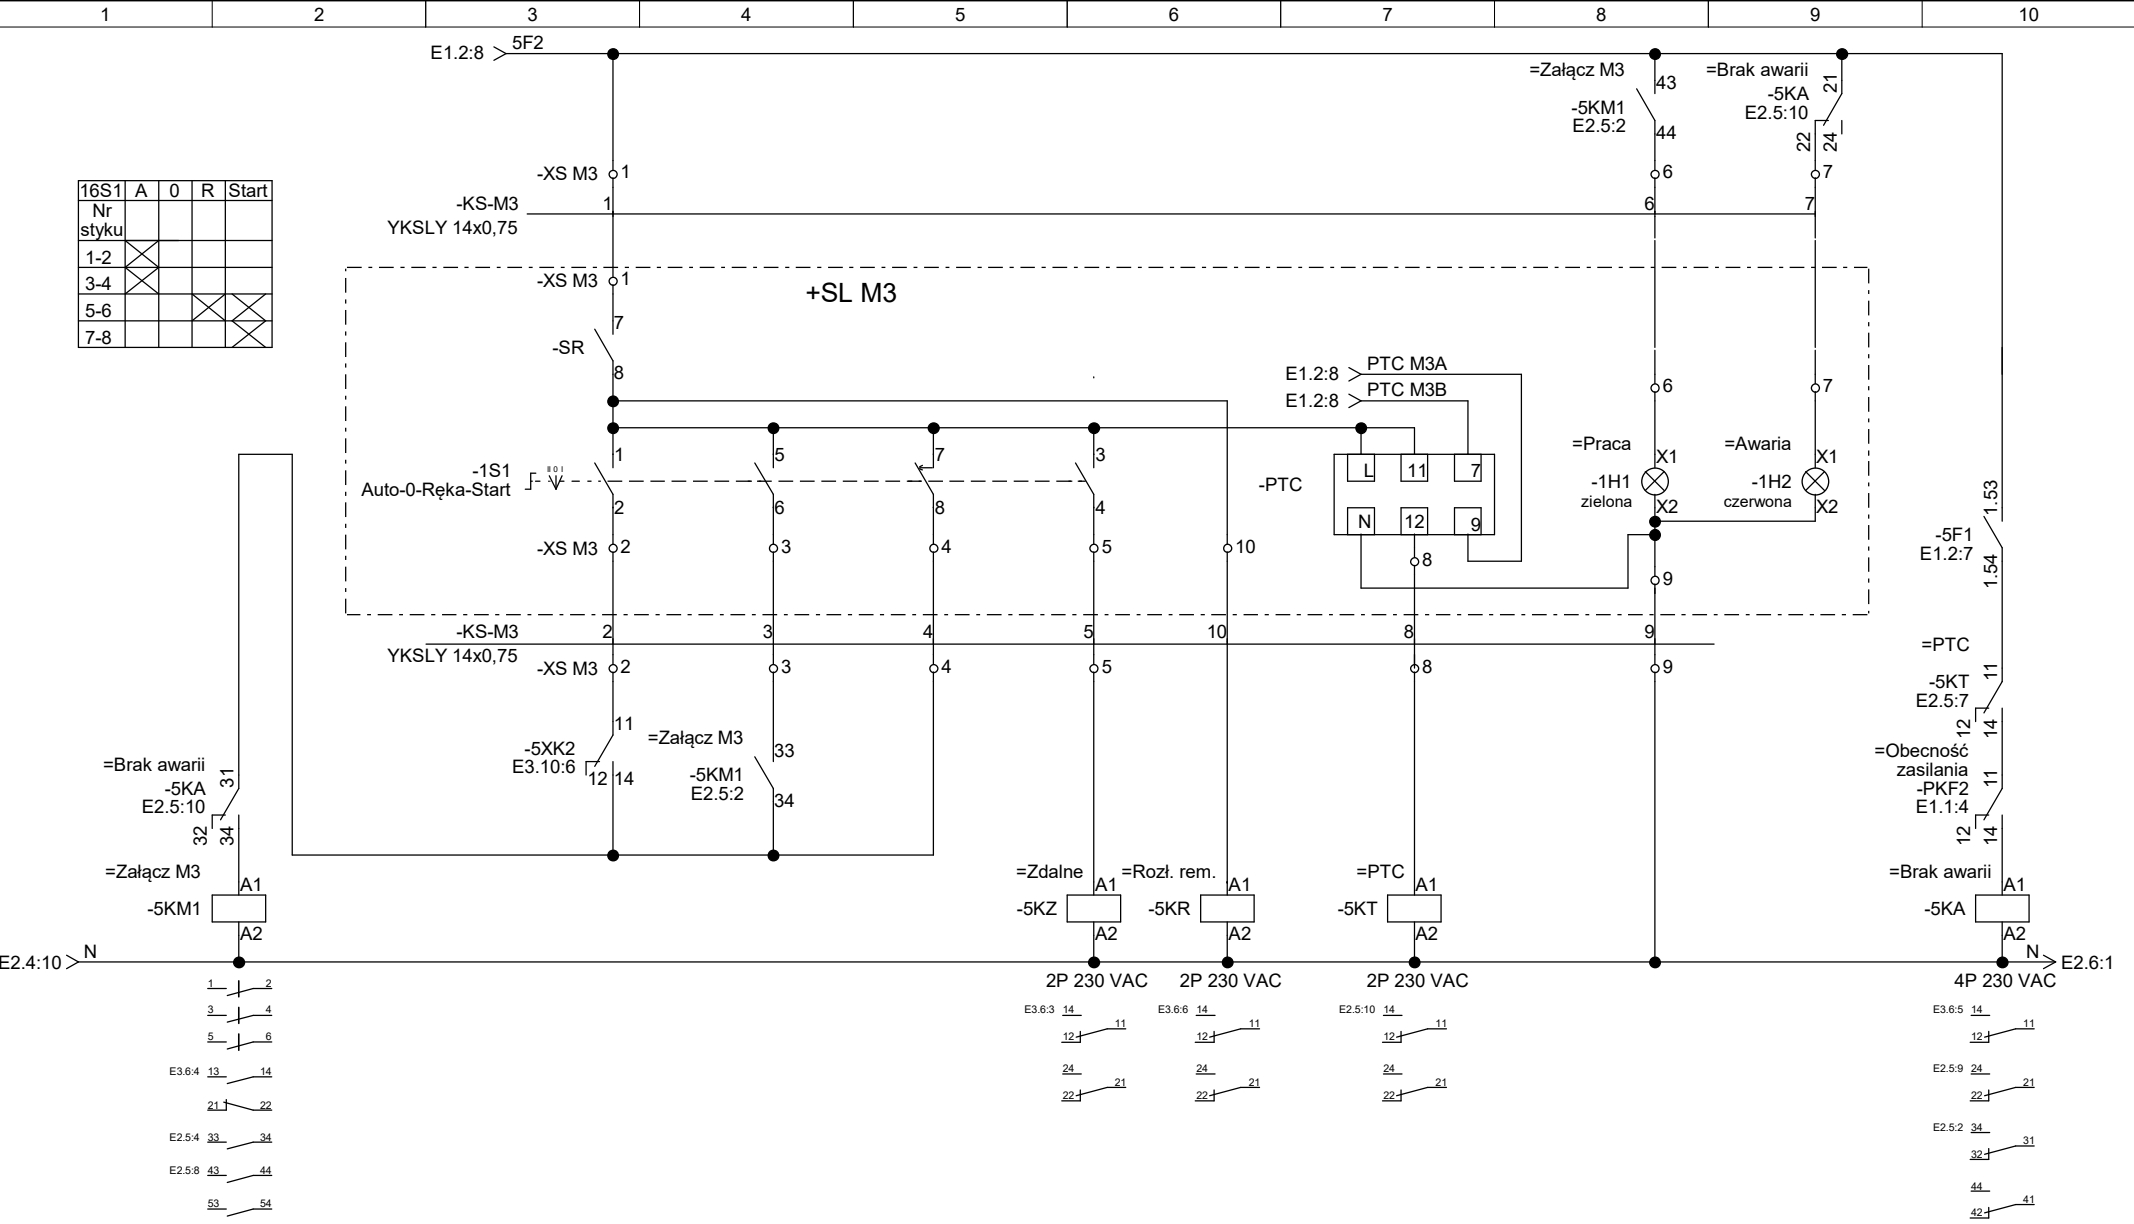 1 2 3 4 5 6 7 8 9 10
E1.2:8 5F2
=Załącz M3
43
-5KM1
E2.5:2
44
=Brak awarii
21
-5KA
E2.5:10
22 24
-XS M3 1
6
7
-KS-M3 1 6 7
YKSLY 14x0,75
16S1 A 0 R Start
Nr
styku
1-2
3-4
5-6
7-8
-XS M3 1
+SL M3
7
-SR
8
E1.2:8 PTC M3A
E1.2:8 PTC M3B
6
7
1 5 7 3
-1S1
Auto-0-Ręka-Start
II 0 I
2 6 8 4
-PTC
L 11 7
N 12 9
=Praca
X1
-1H1
zielona
X2
=Awaria
X1
-1H2
czerwona
X2
-XS M3 2 3 4 5 10
8
9
1.53
-5F1
E1.2:7
1.54
-KS-M3 2 3 4 5 10 8 9
YKSLY 14x0,75
-XS M3 2 3 4 5 8 9
=PTC
11
-5KT
E2.5:7
12 14
=Obecność
zasilania
11
-PKF2
E1.1:4
12 14
11
-5XK2
E3.10:6
12 14
=Załącz M3
33
-5KM1
E2.5:2
34
=Brak awarii
31
-5KA
E2.5:10
32 34
=Załącz M3
A1
-5KM1
A2
=Zdalne
A1
-5KZ
A2
=Rozł. rem.
A1
-5KR
A2
=PTC
A1
-5KT
A2
=Brak awarii
A1
-5KA
A2
E2.4:10 N
N E2.6:1
2P 230 VAC 2P 230 VAC 2P 230 VAC 4P 230 VAC
1 2
3 4
5 6
E3.6:4 13 14
21 22
E2.5:4 33 34
E2.5:8 43 44
53 54
E3.6:3 14
12 11
24
22 21
E3.6:6 14
12 11
24
22 21
E2.5:10 14
12 11
24
22 21
E3.6:5 14
12 11
E2.5:9 24
22 21
E2.5:2 34
32 31
44
42 41